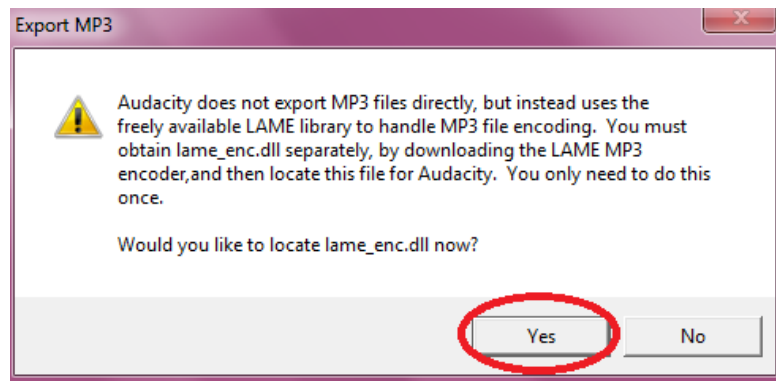 Export MP3
Audacity does not export MP3 files directly, but instead uses the
freely available LAME library to handle MP3 file encoding.  You must
obtain lame_enc.dll separately, by downloading the LAME MP3
encoder,and then locate this file for Audacity.  You only need to do this
once.
Would you like to locate lame_enc.dll now?
Yes
No